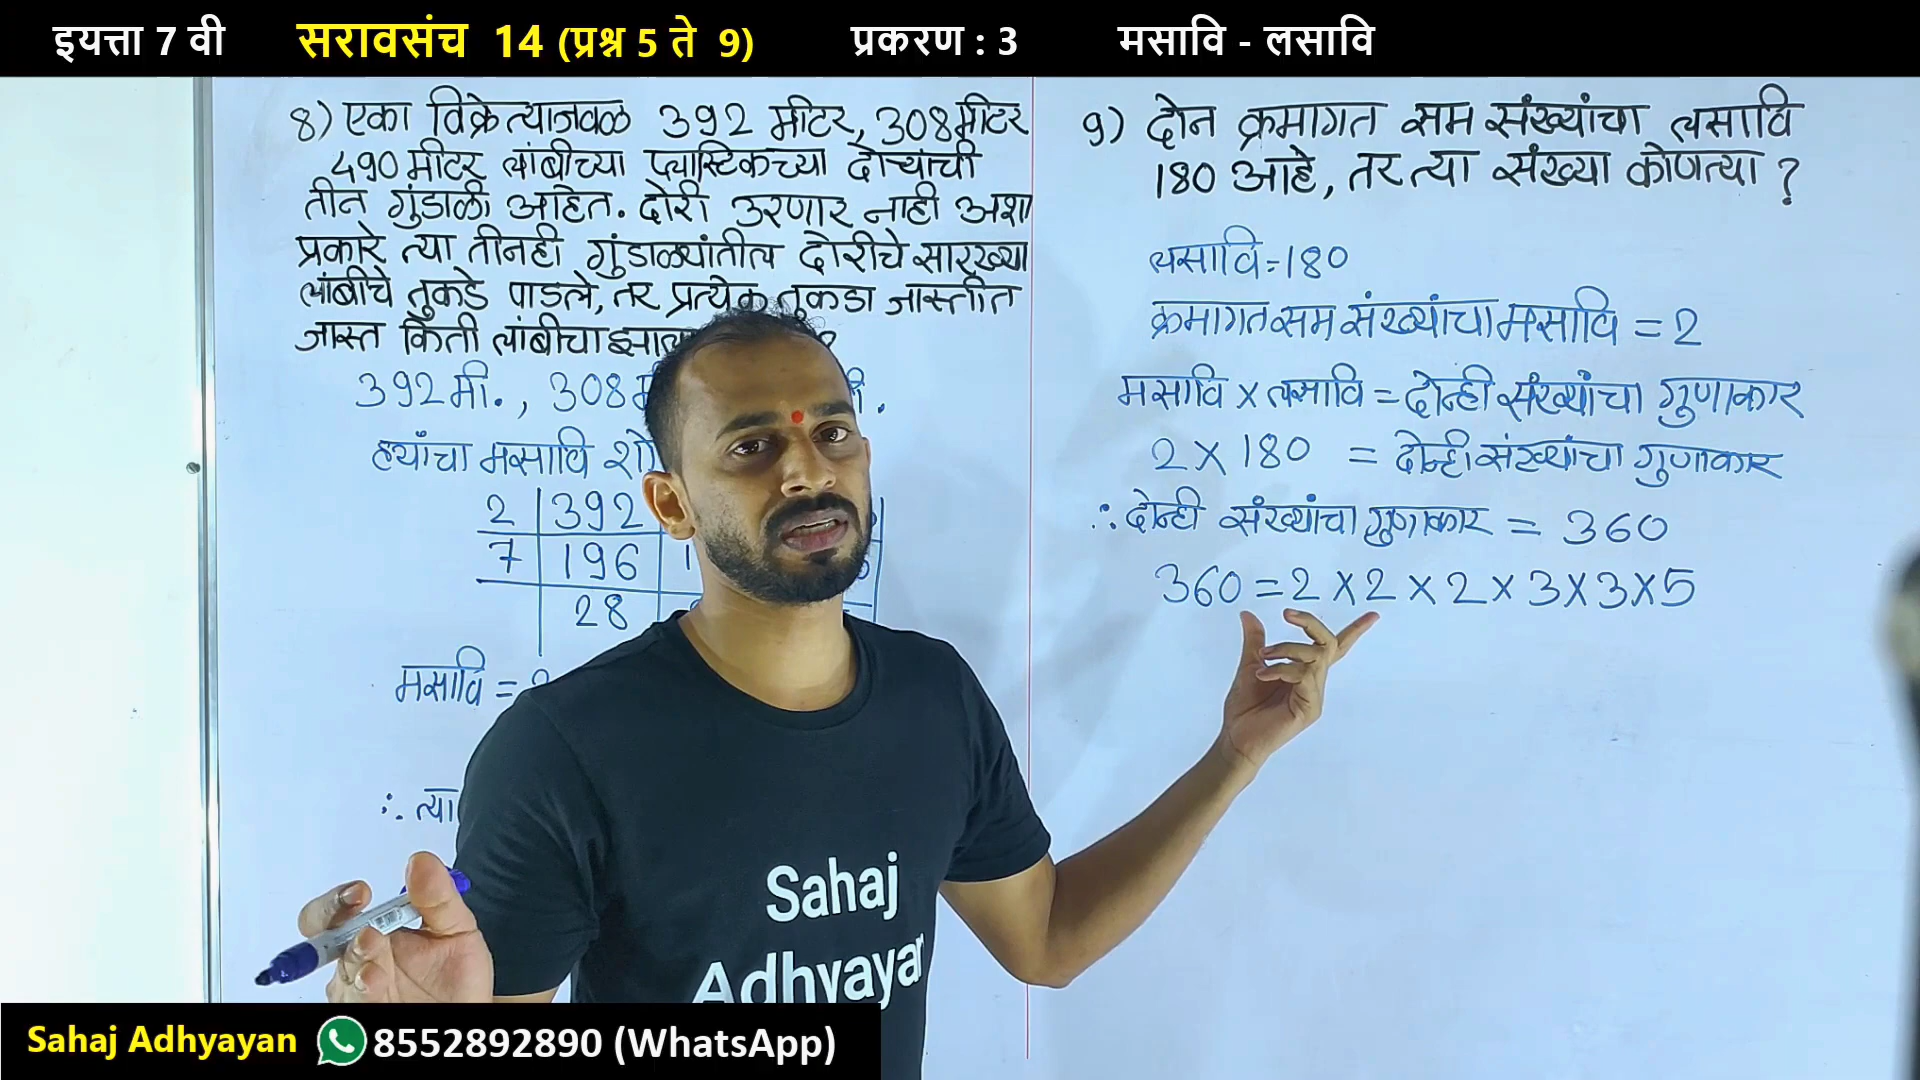 इयत्ता 7 वी सरावसंच 14 (प्रश्न 5 ते 9) प्रकरण : 3 मसावि - लसावि
8) एका विक्रेत्याजवळ 392 मीटर, 308 मीटर
490 मीटर लांबीच्या प्लास्टिकच्या दोऱ्यांची
तीन गुंडाळी आहेत. दोरी उरणार नाही अशा
प्रकारे त्या तीनही गुंडाळ्यांतील दोरीचे सारख्या
लांबीचे तुकडे पाडले, तर प्रत्येक तुकडा जास्तीत
जास्त किती लांबीचा
392 मी., 308
ह्यांचा मसावि
2 392
7 196
28
मसावि =
∴ त्या
9) दोन क्रमागत सम संख्यांचा लसावि
180 आहे, तर त्या संख्या कोणत्या ?
लसावि = 180
क्रमागत सम संख्यांचा मसावि = 2
मसावि × लसावि = दोन्ही संख्यांचा गुणाकार
2 × 180 = दोन्ही संख्यांचा गुणाकार
∴ दोन्ही संख्यांचा गुणाकार = 360
360 = 2 × 2 × 2 × 3 × 3 × 5
Sahaj
Adhyayan
Sahaj Adhyayan 8552892890 (WhatsApp)